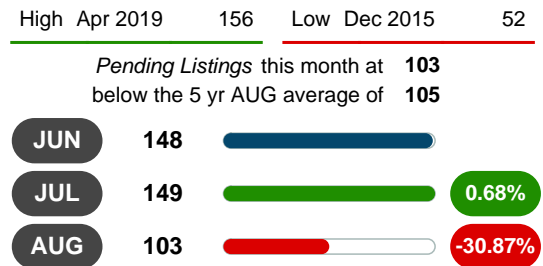 High Apr 2019 156 Low Dec 2015 52
Pending Listings this month at 103
below the 5 yr AUG average of 105
JUN 148
JUL 149 0.68%
AUG 103 -30.87%